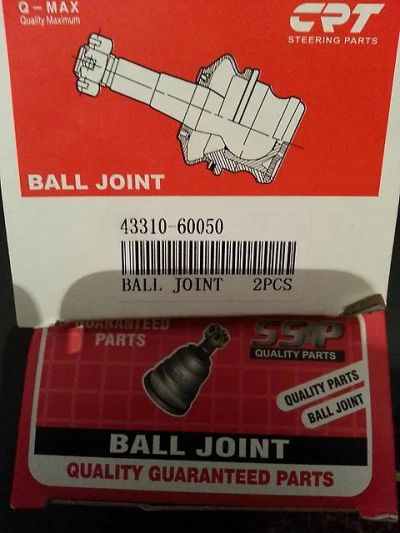 Q - MAX
Quality Maximum
CRT
STEERING PARTS
BALL JOINT
43310-60050
BALL JOINT 2PCS
GUARANTEED
PARTS
SSP
QUALITY PARTS
QUALITY PARTS
BALL JOINT
BALL JOINT
QUALITY GUARANTEED PARTS